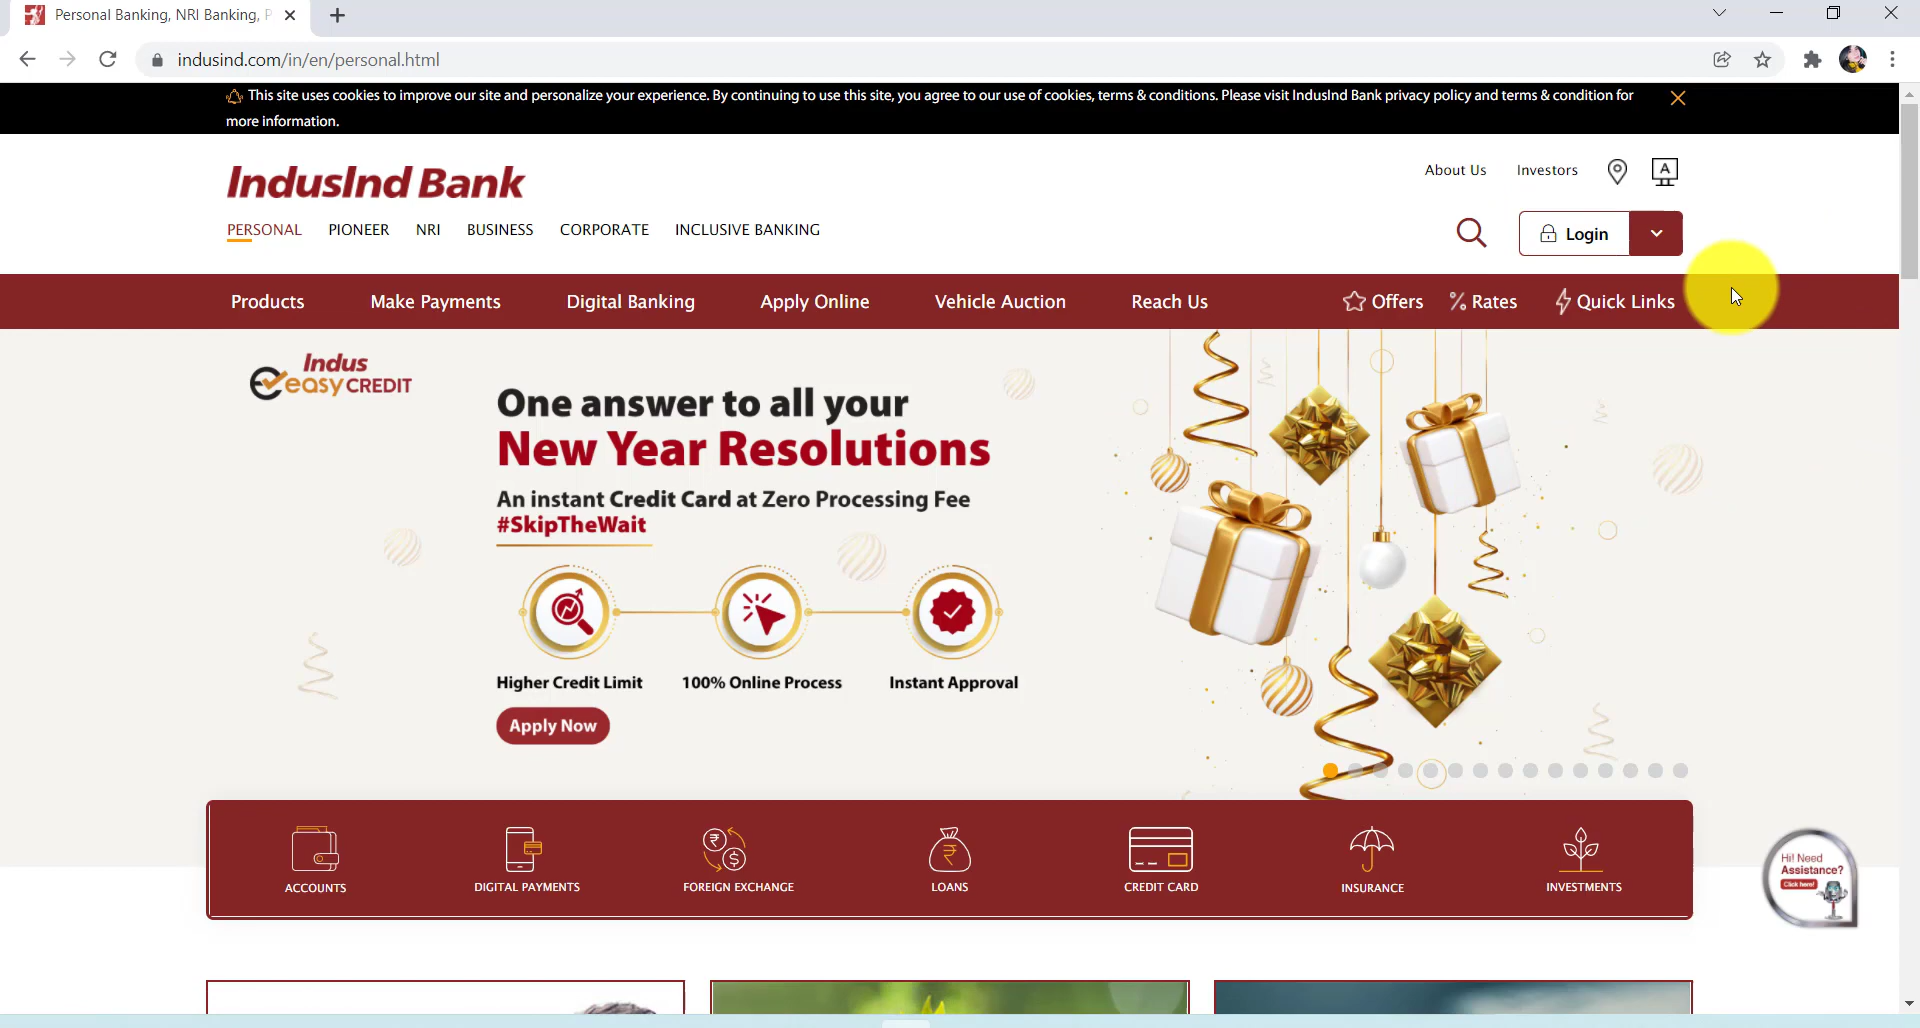 Personal Banking, NRI Banking, P
indusind.com/in/en/personal.html
This site uses cookies to improve our site and personalize your experience. By continuing to use this site, you agree to our use of cookies, terms & conditions. Please visit IndusInd Bank privacy policy and terms & condition for
more information.
About Us Investors A
IndusInd Bank
PERSONAL PIONEER NRI BUSINESS CORPORATE INCLUSIVE BANKING
Login
Products Make Payments Digital Banking Apply Online Vehicle Auction Reach Us Offers % Rates Quick Links
Indus
easy CREDIT
One answer to all your
New Year Resolutions
An instant Credit Card at Zero Processing Fee
#SkipTheWait
Higher Credit Limit 100% Online Process Instant Approval
Apply Now
₹ $ ₹
ACCOUNTS DIGITAL PAYMENTS FOREIGN EXCHANGE LOANS CREDIT CARD INSURANCE INVESTMENTS
Hi! Need
Assistance?
Click here!